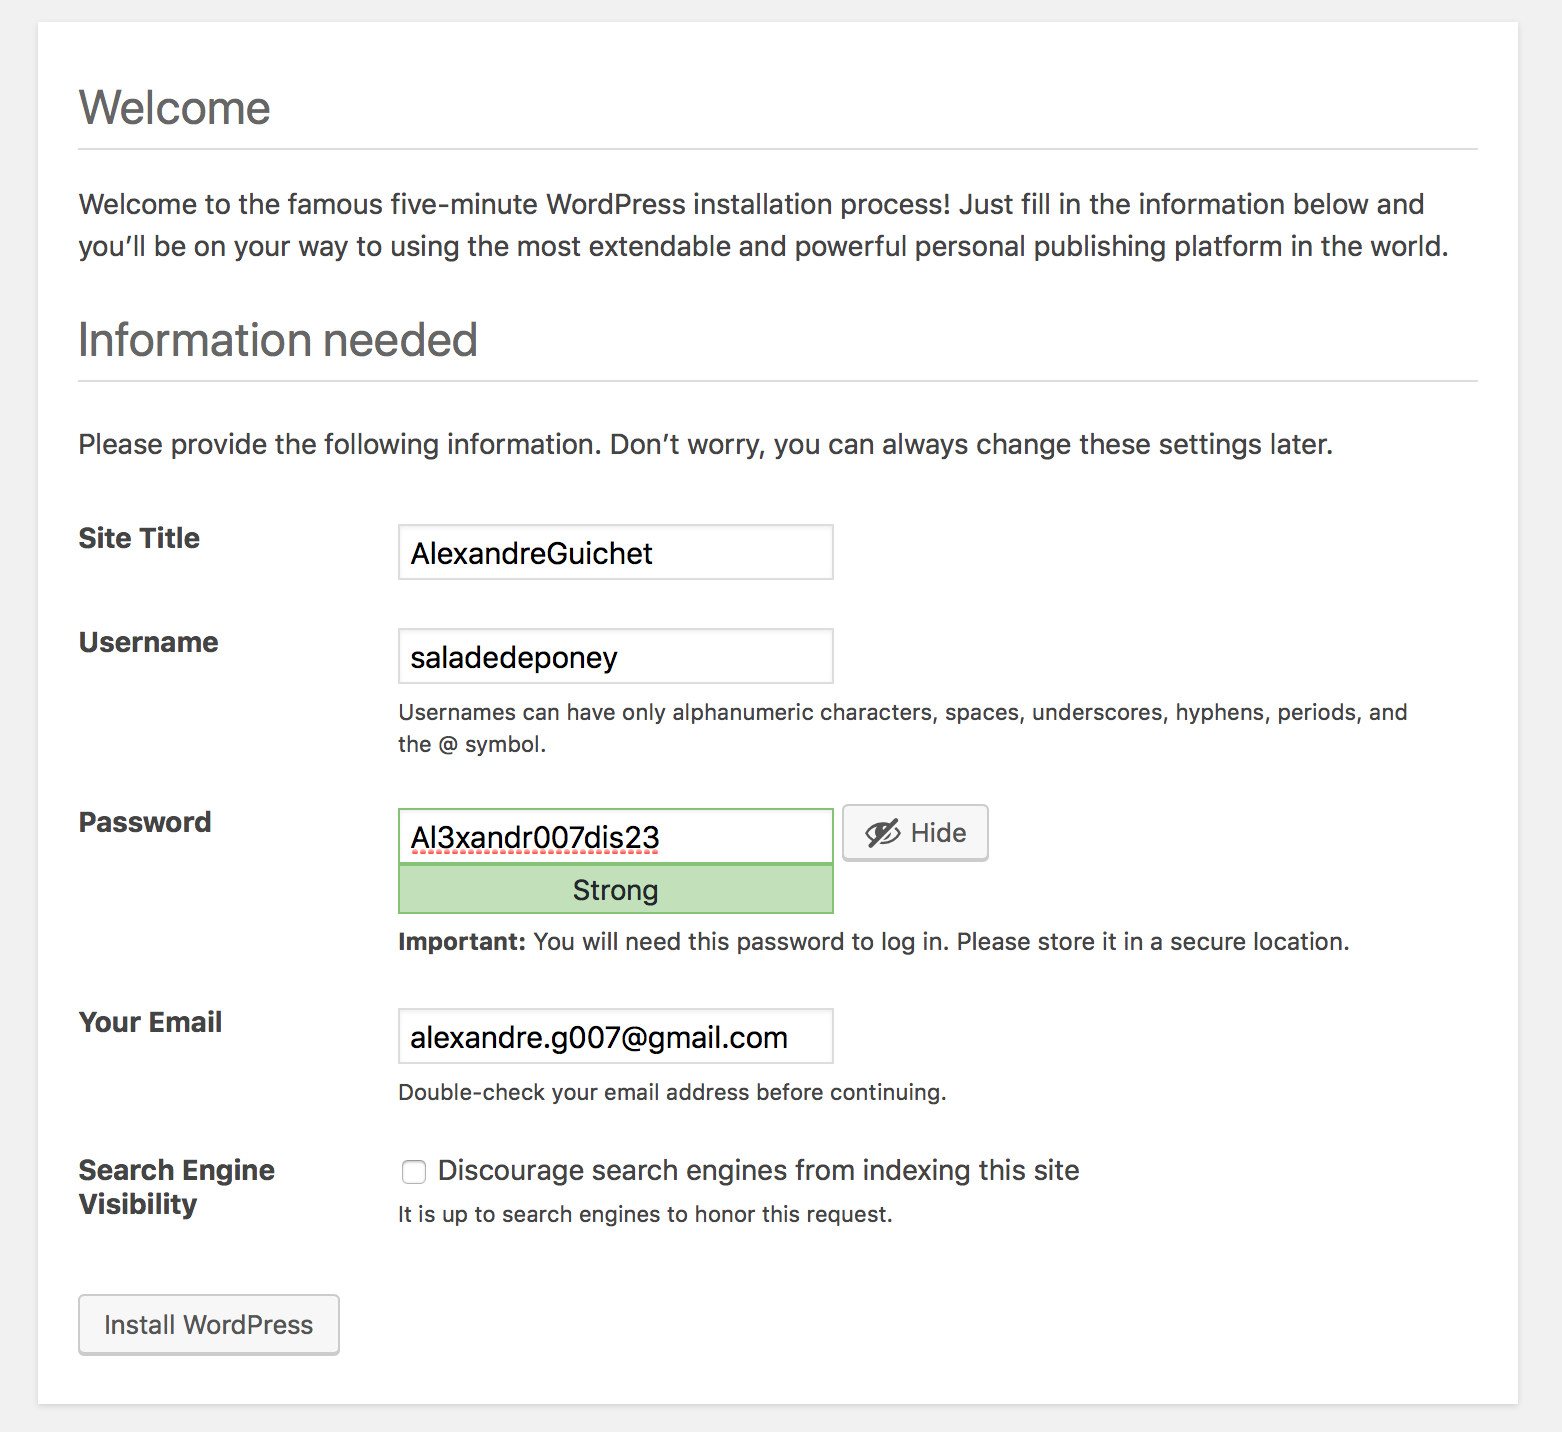 Welcome
Welcome to the famous five-minute WordPress installation process! Just fill in the information below and
you’ll be on your way to using the most extendable and powerful personal publishing platform in the world.
Information needed
Please provide the following information. Don’t worry, you can always change these settings later.
Site Title
AlexandreGuichet
Username
saladedeponey
Usernames can have only alphanumeric characters, spaces, underscores, hyphens, periods, and
the @ symbol.
Password
Al3xandr007dis23
Hide
Strong
Important: You will need this password to log in. Please store it in a secure location.
Your Email
alexandre.g007@gmail.com
Double-check your email address before continuing.
Search Engine
Visibility
Discourage search engines from indexing this site
It is up to search engines to honor this request.
Install WordPress